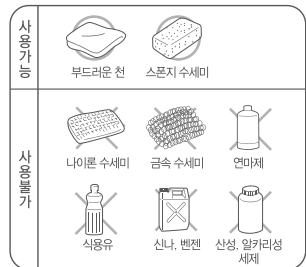 사용가능
부드러운 천 스폰지 수세미
사용불가
나이론 수세미 금속 수세미 연마제
식용유 신나, 벤젠 산성, 알카리성
세제